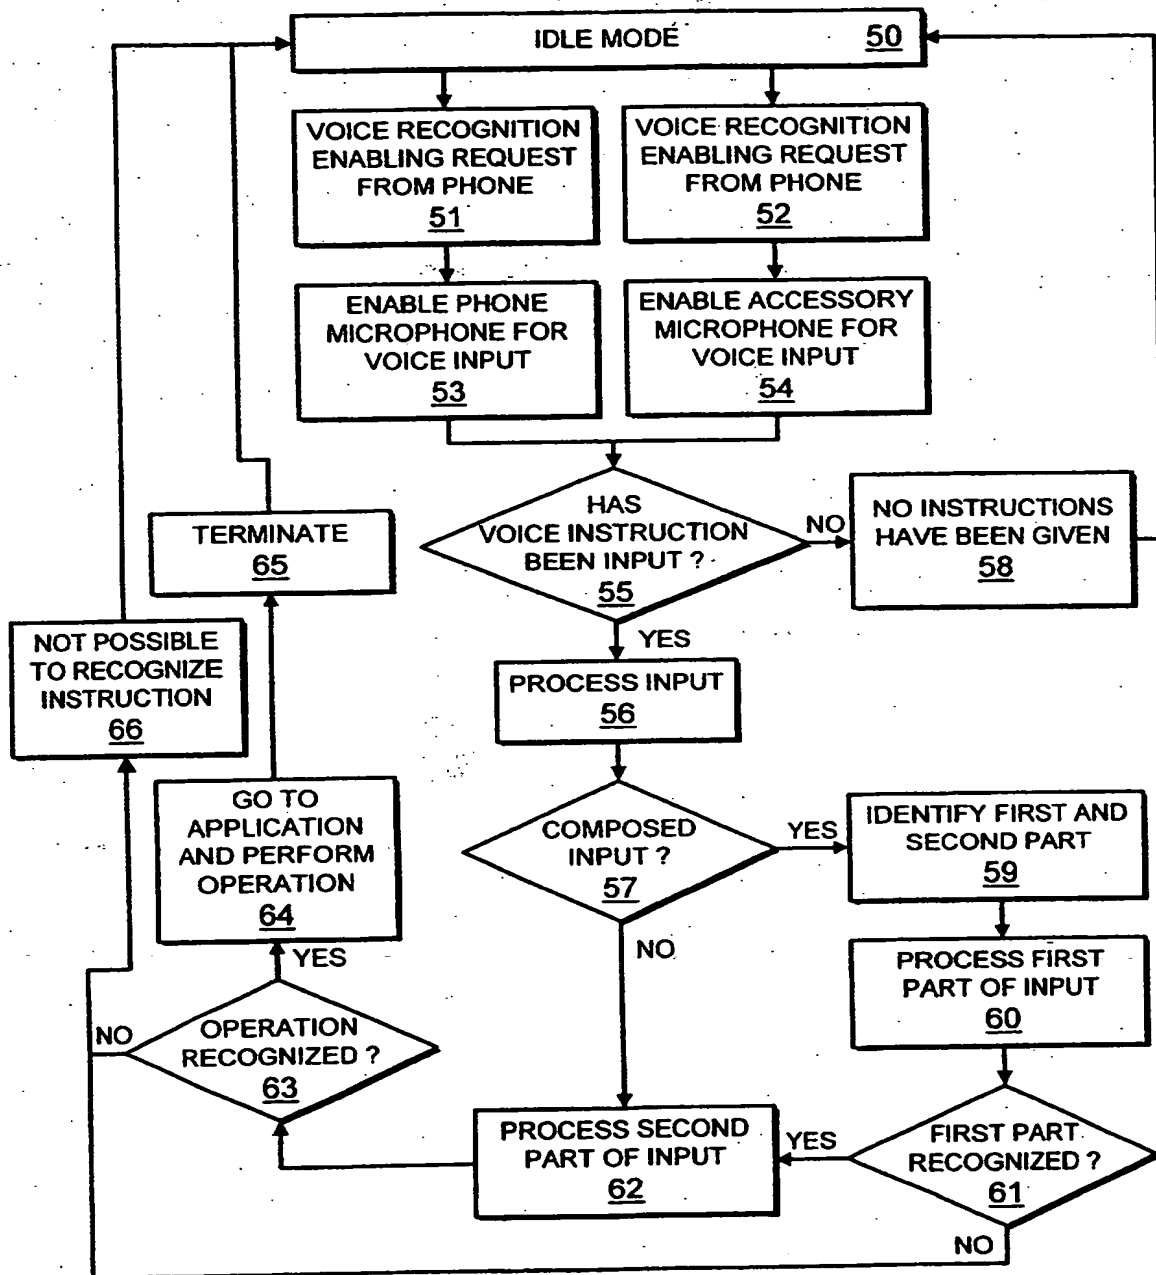 IDLE MODE 50
VOICE RECOGNITION
ENABLING REQUEST
FROM PHONE
51
VOICE RECOGNITION
ENABLING REQUEST
FROM PHONE
52
ENABLE PHONE
MICROPHONE FOR
VOICE INPUT
53
ENABLE ACCESSORY
MICROPHONE FOR
VOICE INPUT
54
HAS
VOICE INSTRUCTION
BEEN INPUT ?
55
NO
NO INSTRUCTIONS
HAVE BEEN GIVEN
58
TERMINATE
65
YES
NOT POSSIBLE
TO RECOGNIZE
INSTRUCTION
66
PROCESS INPUT
56
GO TO
APPLICATION
AND PERFORM
OPERATION
64
COMPOSED
INPUT ?
57
YES
IDENTIFY FIRST AND
SECOND PART
59
NO
YES
PROCESS FIRST
PART OF INPUT
60
NO
OPERATION
RECOGNIZED ?
63
PROCESS SECOND
PART OF INPUT
62
YES
FIRST PART
RECOGNIZED ?
61
NO